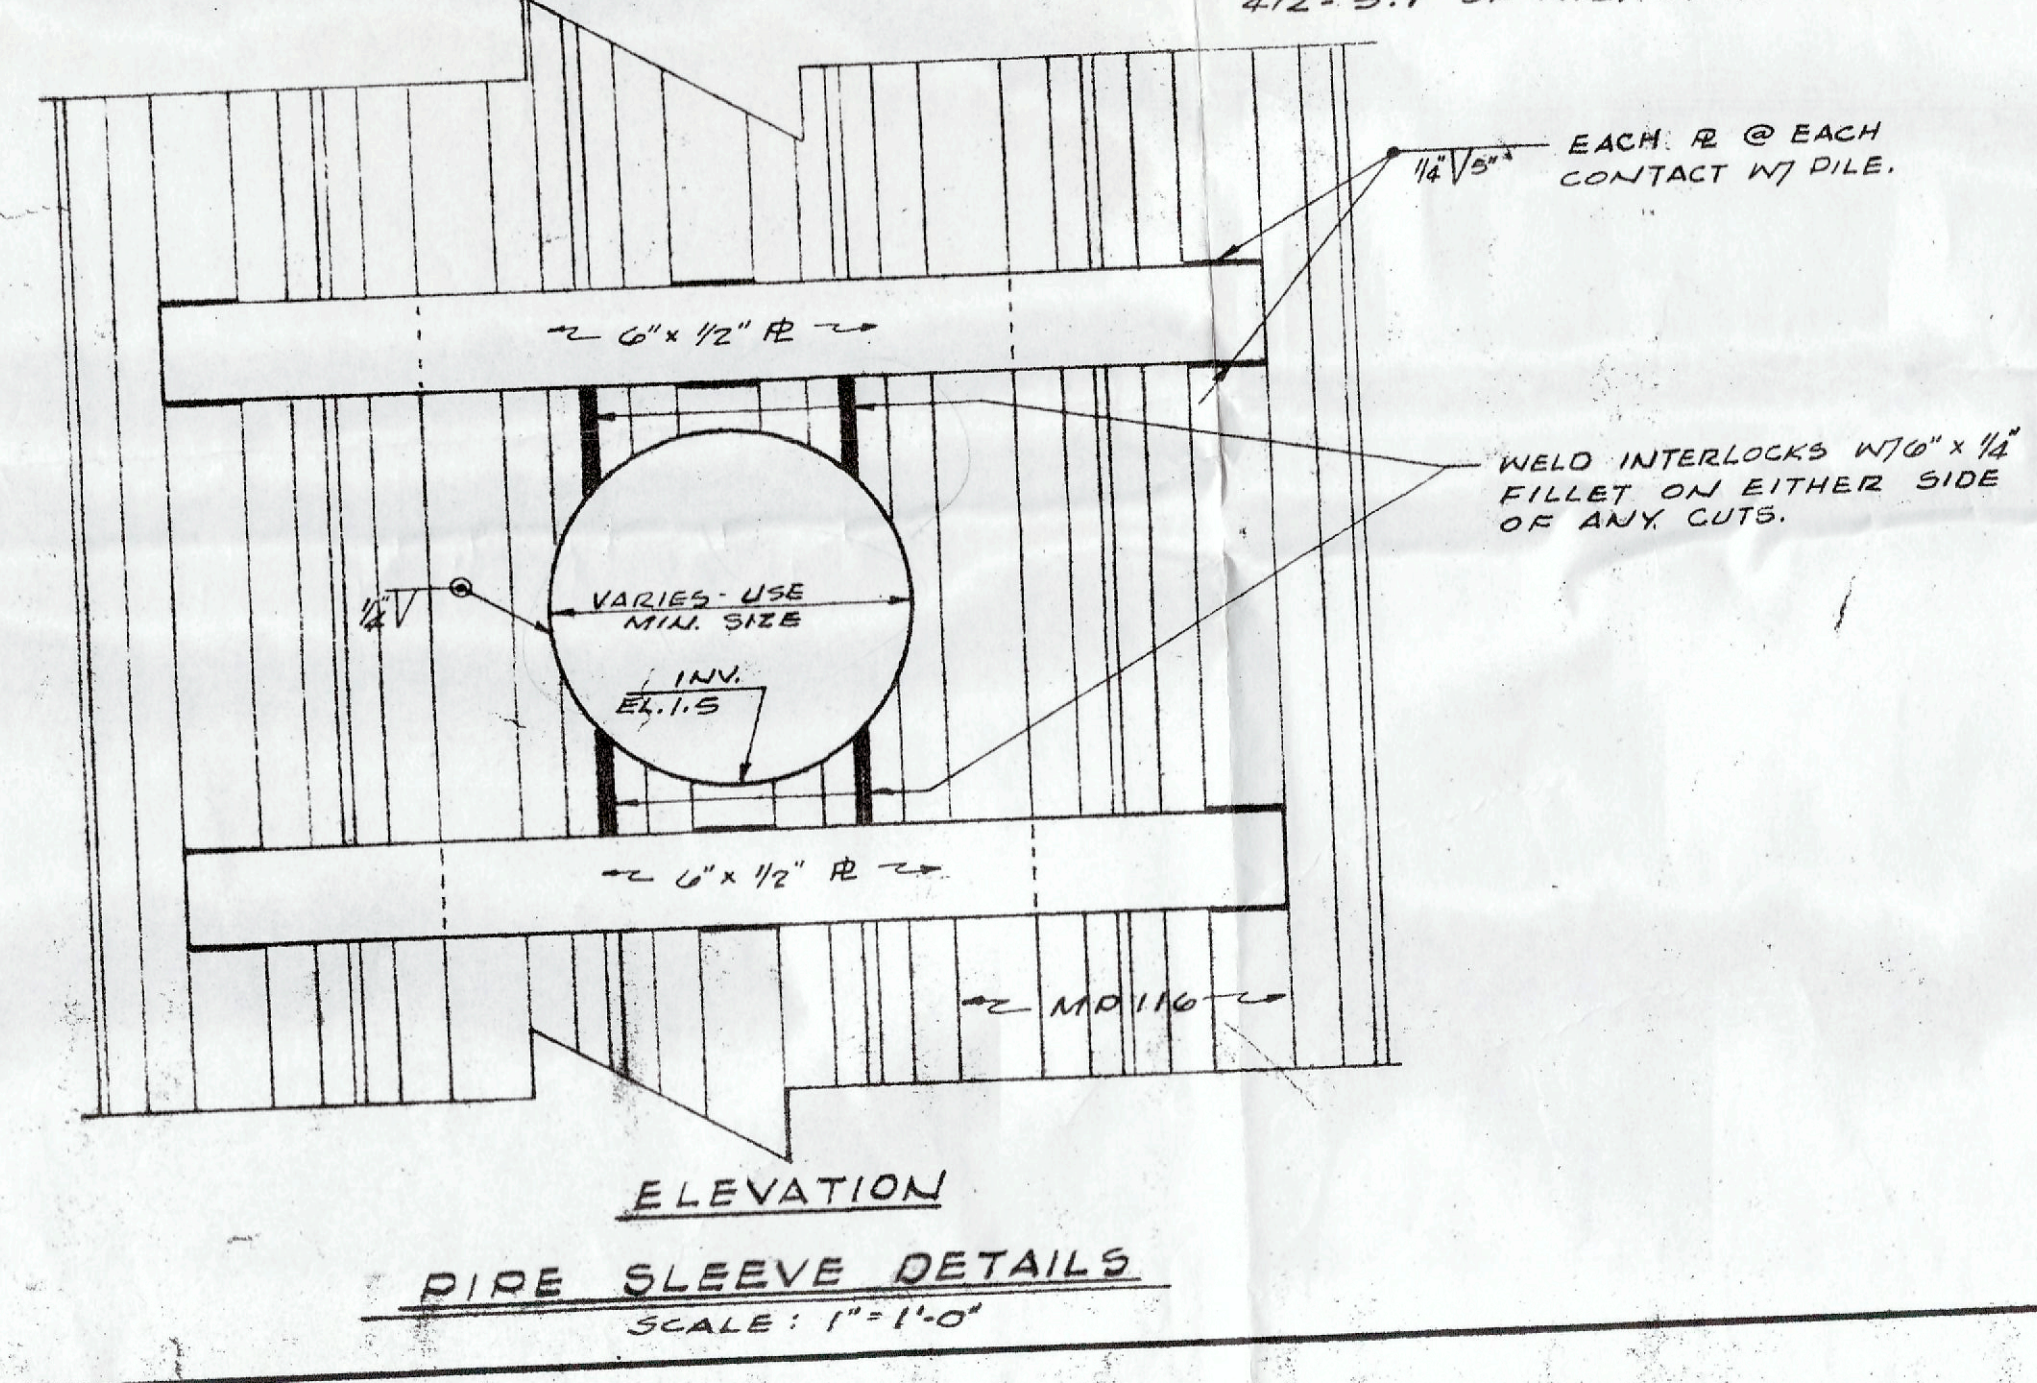 EACH ℄ @ EACH
CONTACT W/ PILE.
1/4" 5"
6" x 1/2" ℄
WELD INTERLOCKS W/ 6" x 1/4"
FILLET ON EITHER SIDE
OF ANY CUTS.
1/4"
VARIES - USE
MIN. SIZE
INV.
EL. 1.5
6" x 1/2" ℄
MP 116
ELEVATION
PIPE SLEEVE DETAILS
SCALE: 1" = 1'-0"